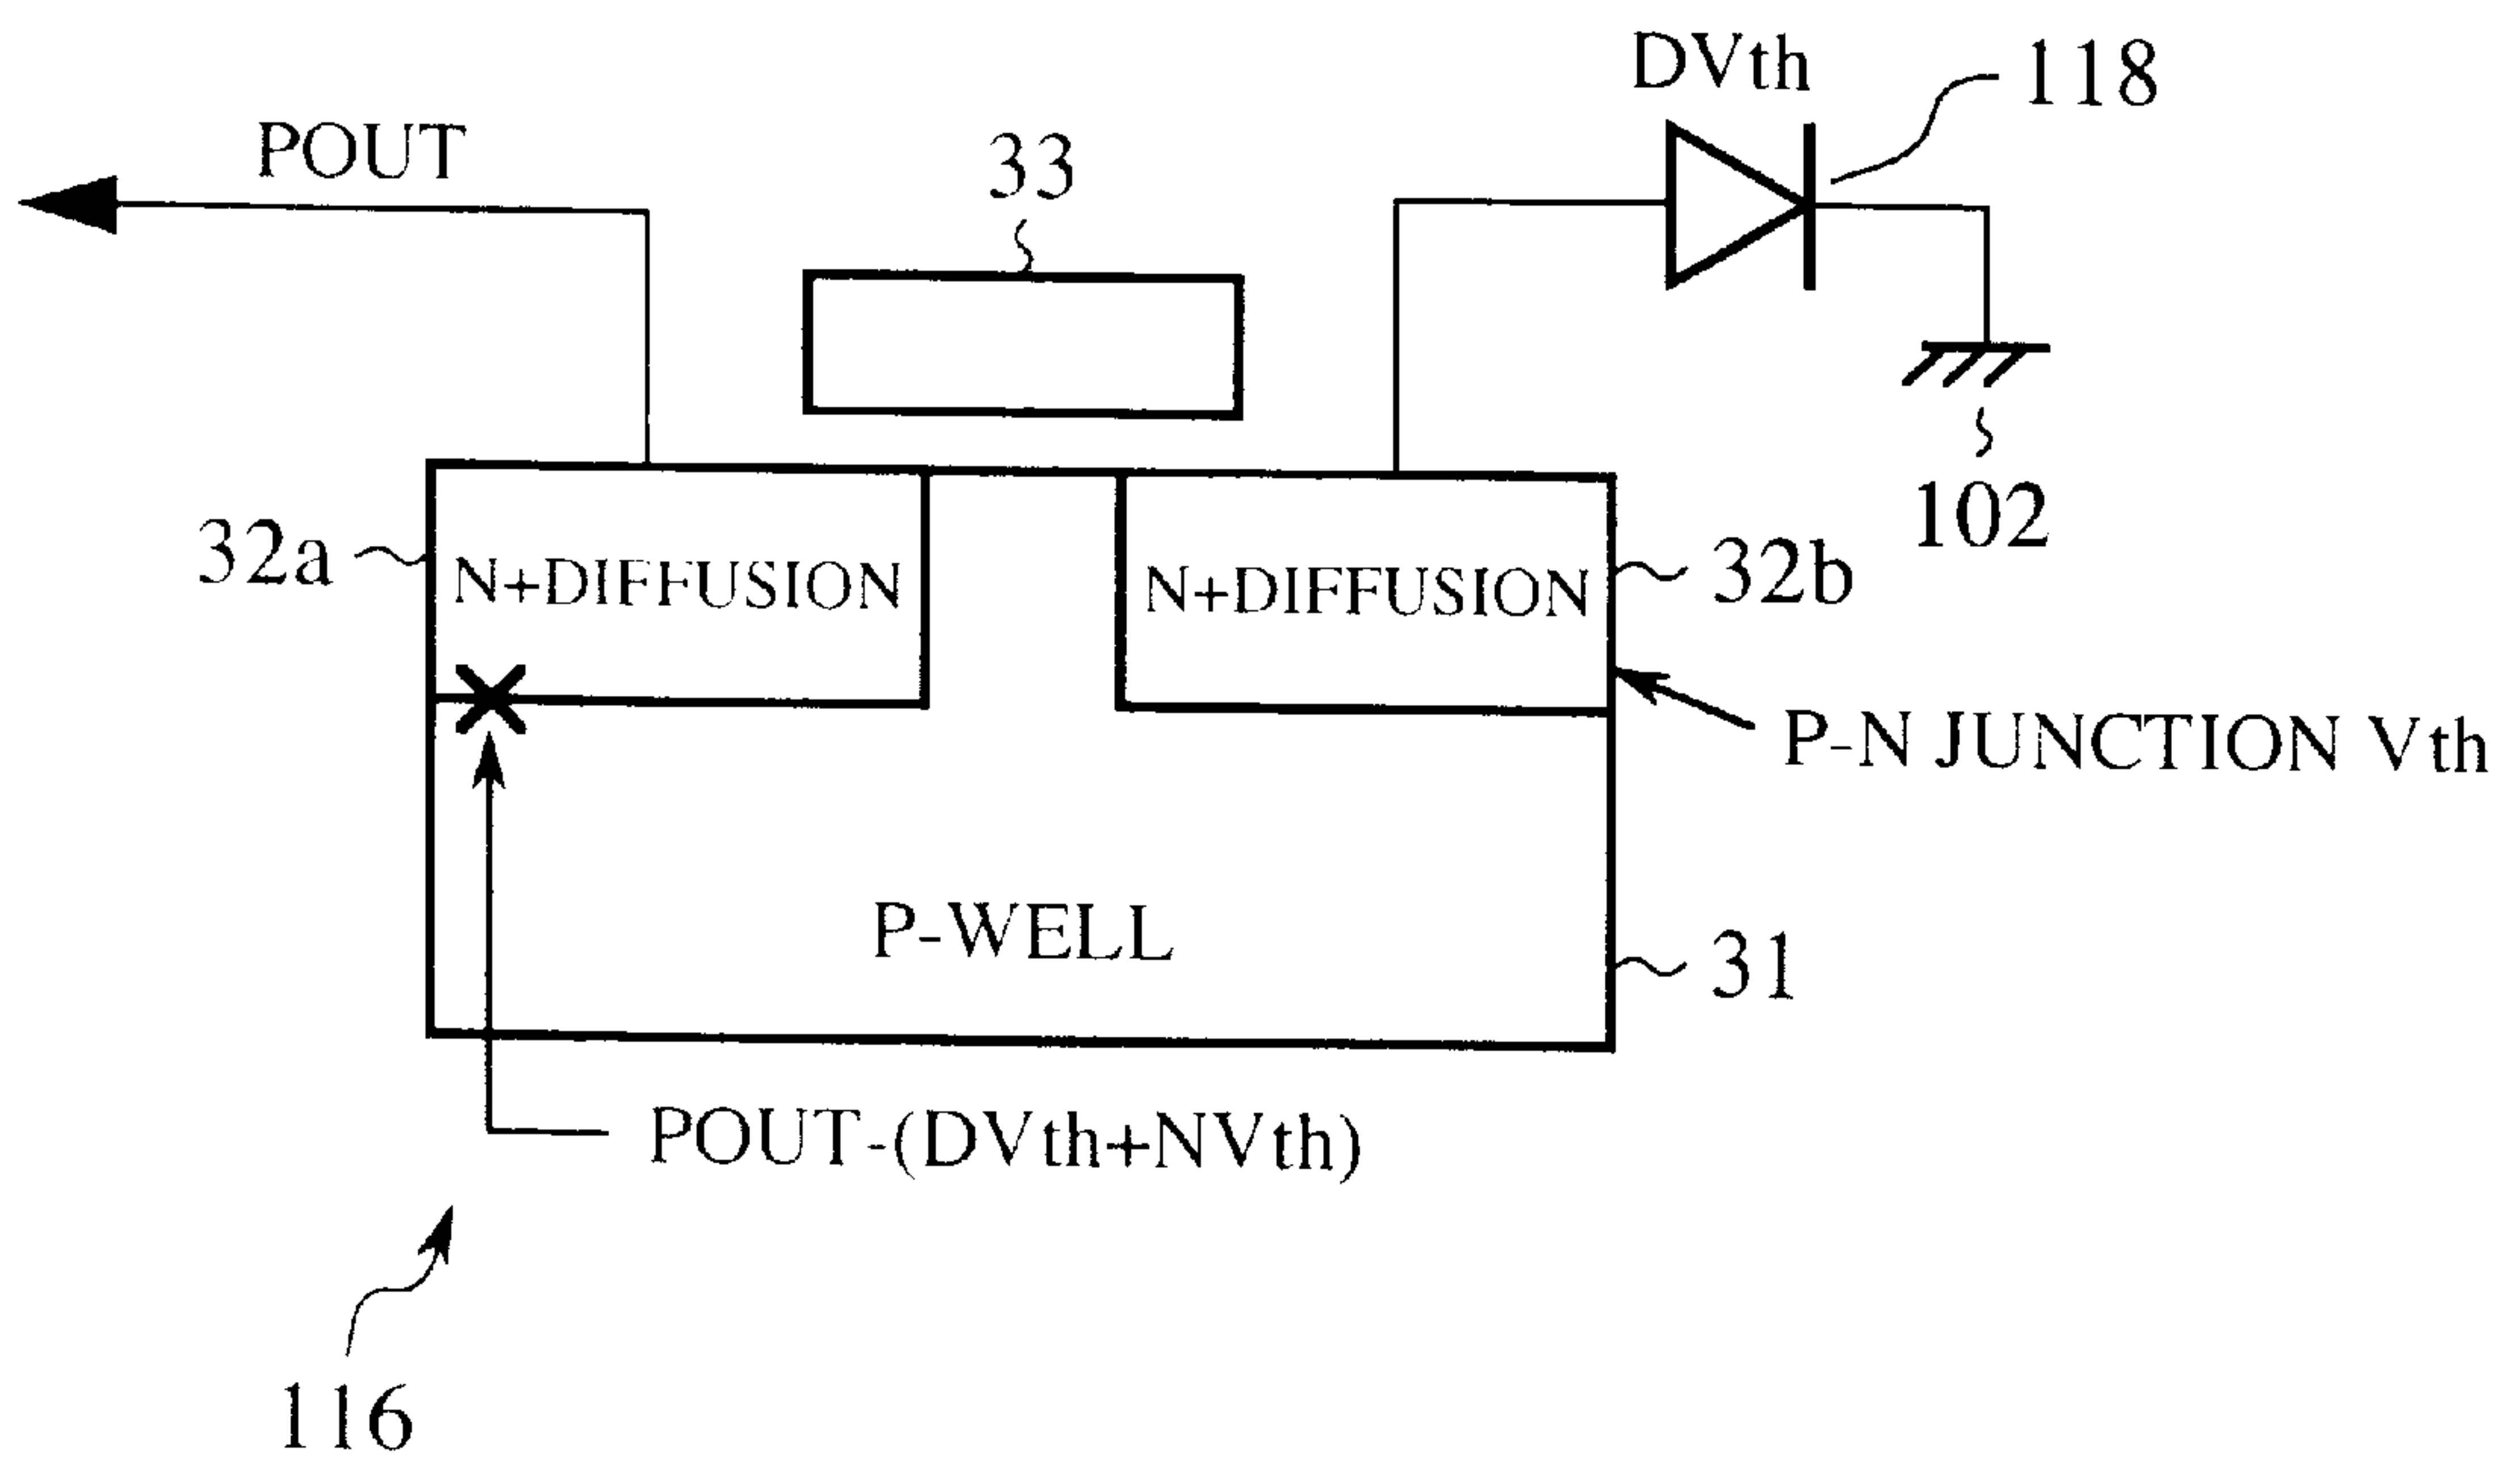 DVth
118
POUT
33
102
32a
N+DIFFUSION
N+DIFFUSION
32b
P-N JUNCTION Vth
P-WELL
31
POUT-(DVth+NVth)
116